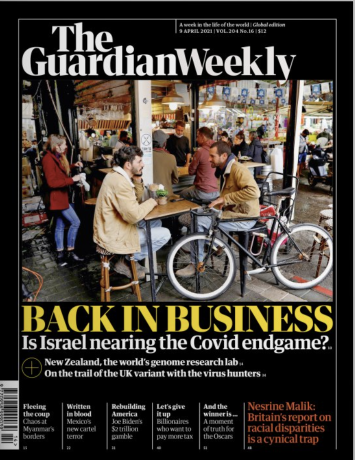 A week in the life of the world | Global edition
9 APRIL 2021 | VOL.204 No.16 | $12
The
Guardian Weekly
BACK IN BUSINESS
Is Israel nearing the Covid endgame?
New Zealand, the world's genome research lab
On the trail of the UK variant with the virus hunters
Fleeing
the coup
Chaos at
Myanmar's
borders
Written
in blood
Mexico's
new cartel
terror
Rebuilding
America
Joe Biden's
$2 trillion
gamble
Let's give
it up
Billionaires
who want to
pay more tax
And the
winner is ...
A moment
of truth for
the Oscars
Nesrine Malik:
Britain's report on
racial disparities
is a cynical trap